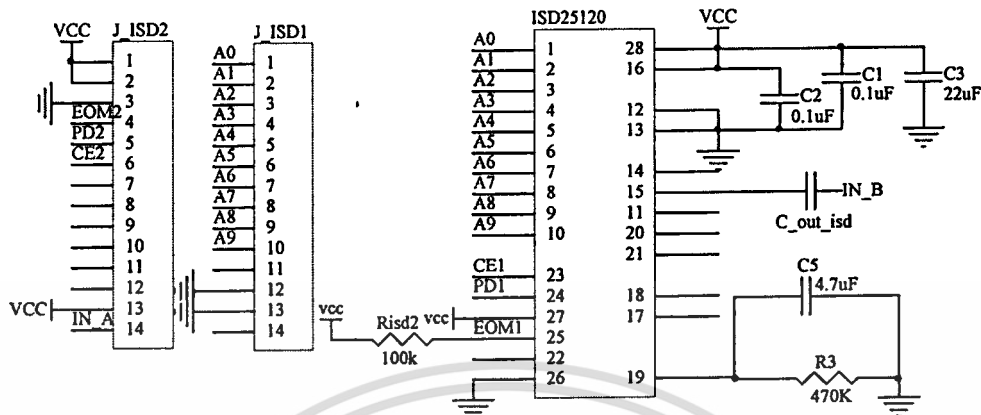 VCC
J_ISD2
1
2
3
EOM2
4
PD2
5
CE2
6
7
8
9
10
11
12
VCC
13
IN_A
14
J_ISD1
A0
1
A1
2
A2
3
A3
4
A4
5
A5
6
A6
7
A7
8
A8
9
A9
10
11
12
13
14
vcc
Risd2
100k
ISD25120
A0
1
A1
2
A2
3
A3
4
A4
5
A5
6
A6
7
A7
8
A8
9
A9
10
CE1
23
PD1
24
vcc
27
EOM1
25
22
26
28
16
12
13
14
15
11
20
21
18
17
19
VCC
C2
0.1uF
C1
0.1uF
C3
22uF
IN_B
C_out_isd
C5
4.7uF
R3
470K